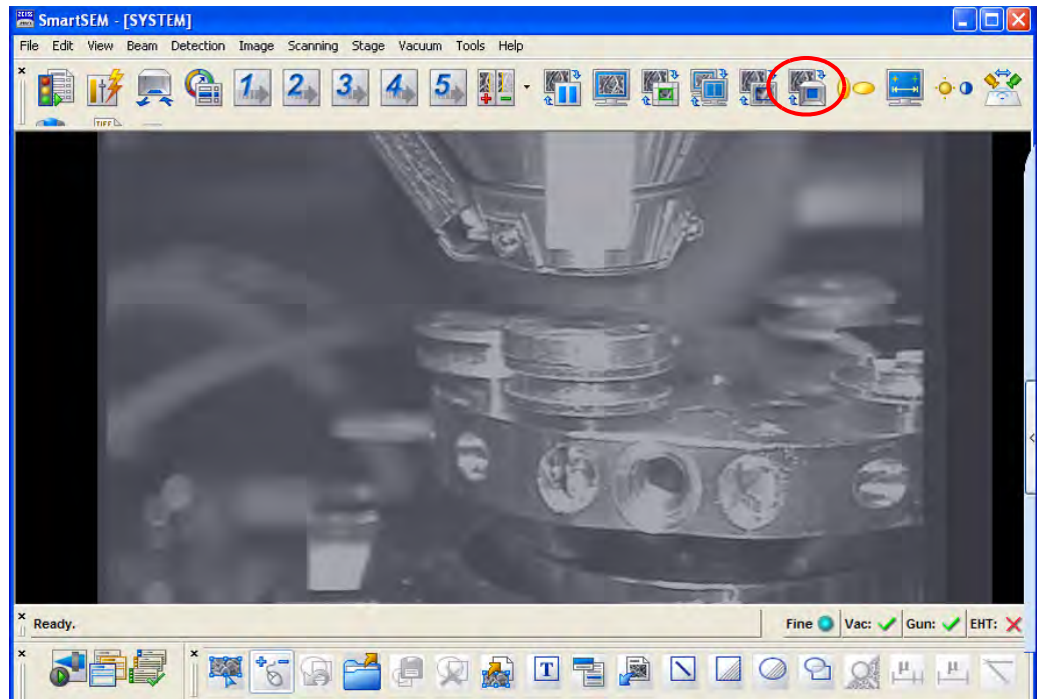 SmartSEM - [SYSTEM]
File Edit View Beam Detection Image Scanning Stage Vacuum Tools Help
1 2 3 4 5
TIFF
Ready.
Fine Vac: Gun: EHT:
T µ µ